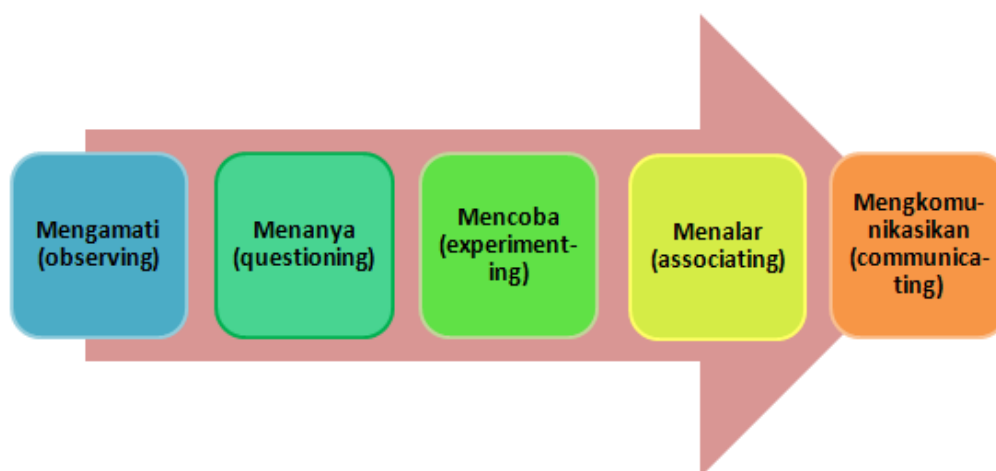 Mengamati
(observing)
Menanya
(questioning)
Mencoba
(experiment-
ing)
Menalar
(associating)
Mengkomu-
nikasikan
(communica-
ting)